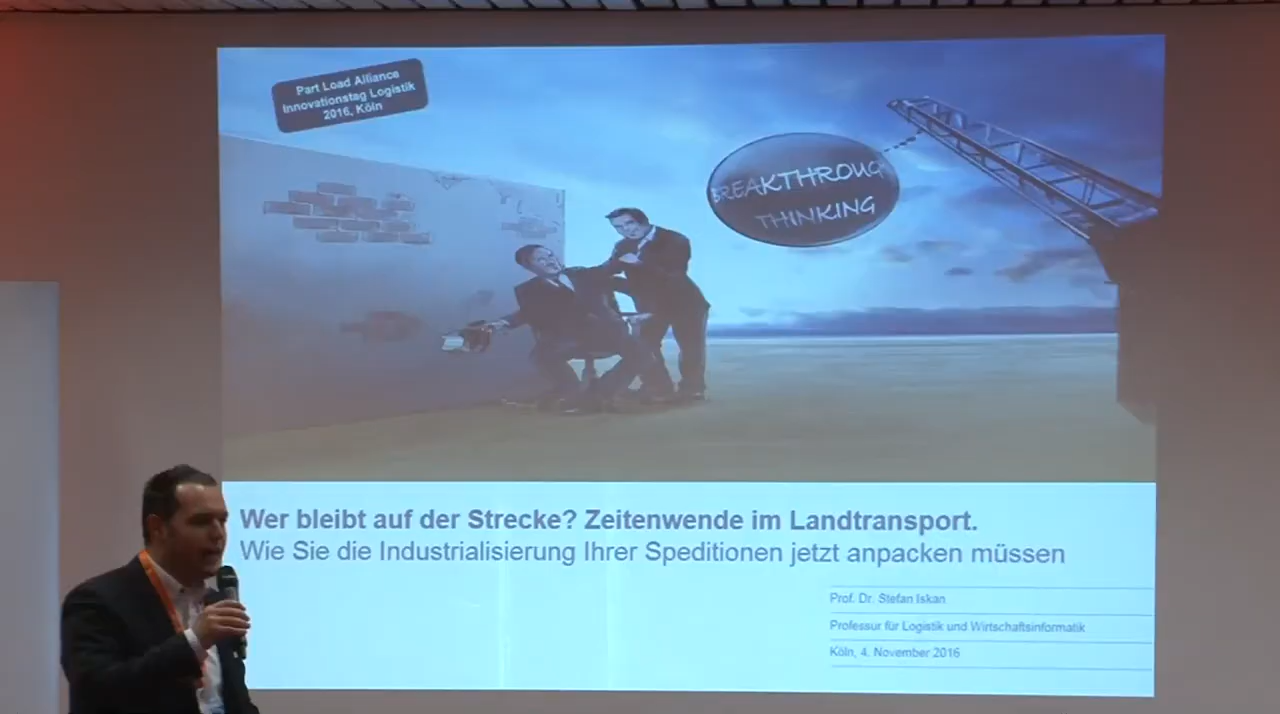 Part Load Alliance
Innovationstag Logistik
2016, Köln
BREAKTHROUG
THINKING
Wer bleibt auf der Strecke? Zeitenwende im Landtransport.
Wie Sie die Industrialisierung Ihrer Speditionen jetzt anpacken müssen
Prof. Dr. Stefan Iskan
Professur für Logistik und Wirtschaftsinformatik
Köln, 4. November 2016